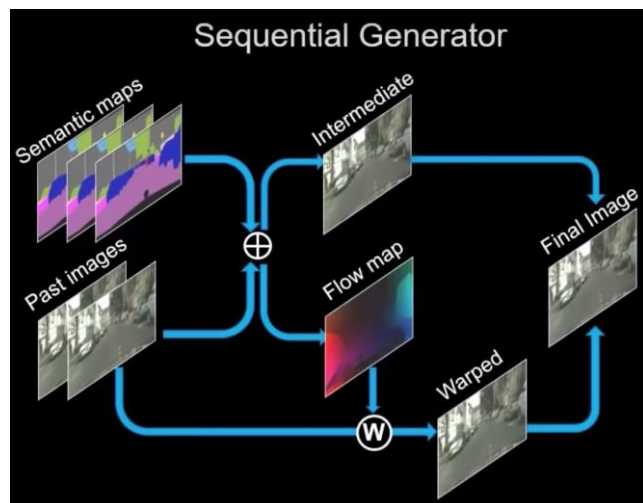 Sequential Generator
Semantic maps
Intermediate
Past images
Flow map
Final Image
Warped
W